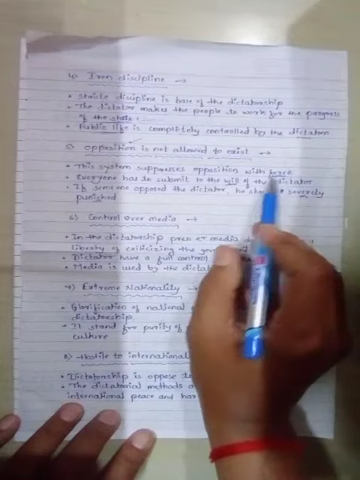 4) Iron discipline →
• Stricte discipline is base of the dictatorship
• The dictator makes the people to work for the progress
of the state.
• Public life is completely controlled by the dictator
5) Opposition is not allowed to exist →
• This system suppresses opposition with force
• Everyone has to submit to the will of the dictator
• If someone opposed the dictator, he severely
punished
6) Control over media →
• In the dictatorship press or media
liberty of criticizing the
• Dictator have a full control
• Media is used by the
7) Extreme Nationality →
• Glorification of national
dictatorship
• It stand for purity of
culture
8) Hostile to international
• Dictatorship is oppose to
• The dictatorial methods
international peace and